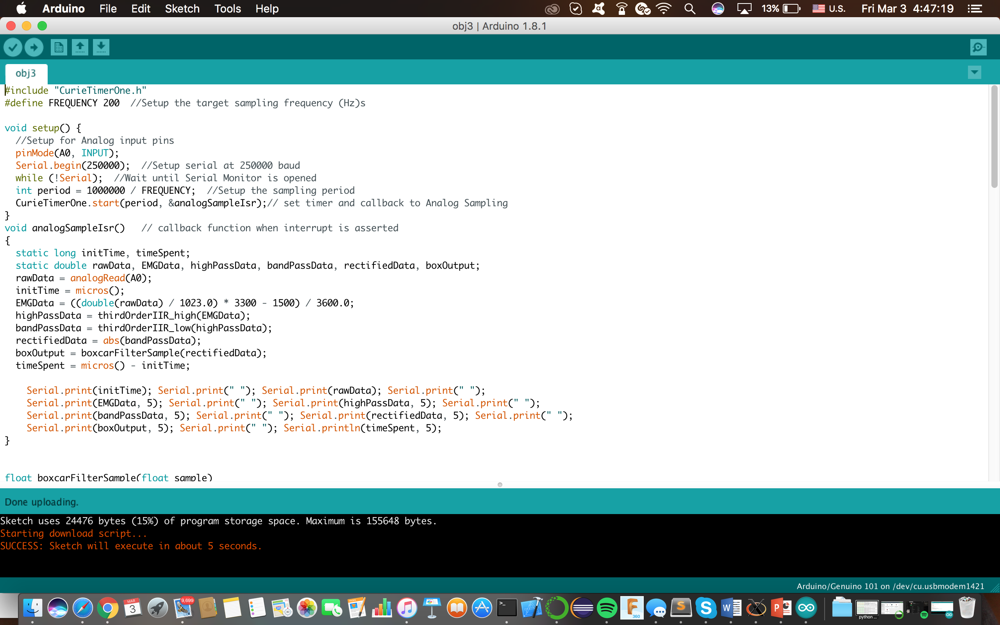 Arduino File Edit Sketch Tools Help 13% U.S. Fri Mar 3 4:47:19
obj3 | Arduino 1.8.1
obj3
#include "CurieTimerOne.h"
#define FREQUENCY 200  //Setup the target sampling frequency (Hz)s
void setup() {
  //Setup for Analog input pins
  pinMode(A0, INPUT);
  Serial.begin(250000);  //Setup serial at 250000 baud
  while (!Serial);  //Wait until Serial Monitor is opened
  int period = 1000000 / FREQUENCY;  //Setup the sampling period
  CurieTimerOne.start(period, &analogSampleIsr);// set timer and callback to Analog Sampling
}
void analogSampleIsr()   // callback function when interrupt is asserted
{
  static long initTime, timeSpent;
  static double rawData, EMGData, highPassData, bandPassData, rectifiedData, boxOutput;
  rawData = analogRead(A0);
  initTime = micros();
  EMGData = ((double(rawData) / 1023.0) * 3300 - 1500) / 3600.0;
  highPassData = thirdOrderIIR_high(EMGData);
  bandPassData = thirdOrderIIR_low(highPassData);
  rectifiedData = abs(bandPassData);
  boxOutput = boxcarFilterSample(rectifiedData);
  timeSpent = micros() - initTime;
    Serial.print(initTime); Serial.print(" "); Serial.print(rawData); Serial.print(" ");
    Serial.print(EMGData, 5); Serial.print(" "); Serial.print(highPassData, 5); Serial.print(" ");
    Serial.print(bandPassData, 5); Serial.print(" "); Serial.print(rectifiedData, 5); Serial.print(" ");
    Serial.print(boxOutput, 5); Serial.print(" "); Serial.println(timeSpent, 5);
}
float boxcarFilterSample(float sample)
Done uploading.
Sketch uses 24476 bytes (15%) of program storage space. Maximum is 155648 bytes.
Starting download script...
SUCCESS: Sketch will execute in about 5 seconds.
Arduino/Genuino 101 on /dev/cu.usbmodem1421
MAR
3
9,699
PAGES
>_
F
360
S
S
W
X
P
python ...